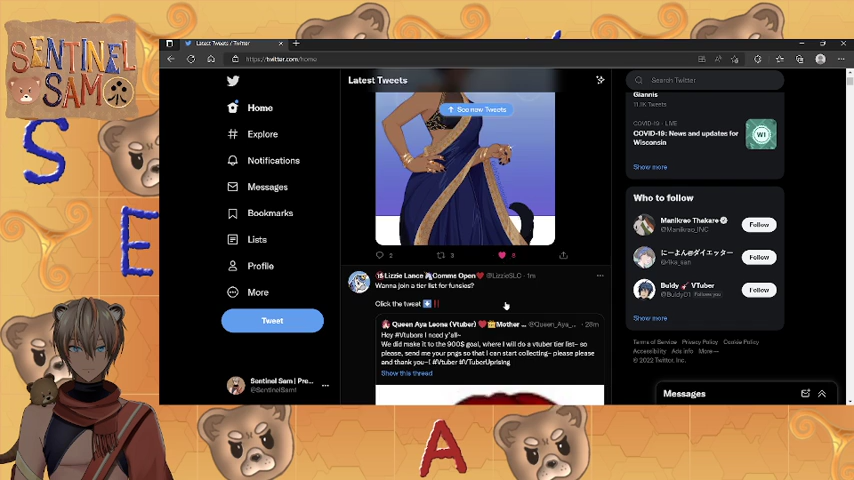 SENTINEL
SAM
Latest Tweets / Twitter
https://twitter.com/home
Home
Explore
Notifications
Messages
Bookmarks
Lists
Profile
More
Tweet
Sentinel Sam | Pre...
@SentinelSam1
Latest Tweets
See new Tweets
2
3
8
Lizzie Lance Comms Open @LizzieSLC · 1m
Wanna join a tier list for funsies?
Click the tweet
Queen Aya Leona (Vtuber) Mother ... @Queen_Aya_... · 28m
Hey #Vtubors I need y'all~
We did make it to the 900$ goal, where I will do a vtuber tier list~ so
please, send me your pngs so that I can start collecting~ please please
and thank you~! #Vtuber #VTuberUprising
Show this thread
Search Twitter
Giannis
11.1K Tweets
COVID-19 · LIVE
COVID-19: News and updates for
Wisconsin
WI
Show more
Who to follow
Manikrao Thakare
@Manikrao_INC
Follow
にーよん@ダイエッター
Follow
Buldy VTuber
@Buldy01 Follows you
Follow
Show more
Terms of Service Privacy Policy Cookie Policy
Accessibility Ads info More
© 2022 Twitter, Inc.
Messages
S
E
A